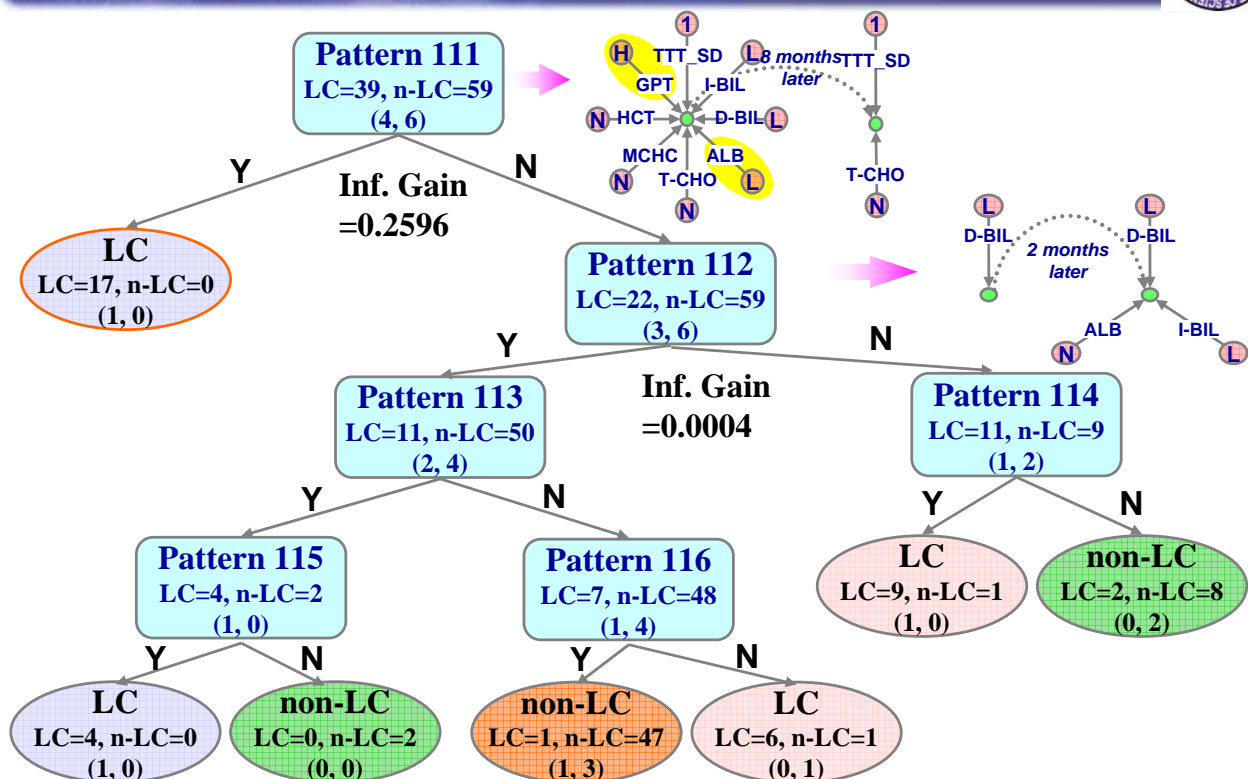 Pattern 111
LC=39, n-LC=59
(4, 6)
Y
N
Inf. Gain
=0.2596
1
H
TTT_SD
L
GPT
I-BIL
N
HCT
D-BIL
L
MCHC
ALB
N
T-CHO
L
N
8 months
later
1
TTT_SD
T-CHO
N
LC
LC=17, n-LC=0
(1, 0)
Pattern 112
LC=22, n-LC=59
(3, 6)
L
D-BIL
2 months
later
L
D-BIL
ALB
N
I-BIL
L
Y
N
Inf. Gain
=0.0004
Pattern 113
LC=11, n-LC=50
(2, 4)
Pattern 114
LC=11, n-LC=9
(1, 2)
Y
N
Y
N
Pattern 115
LC=4, n-LC=2
(1, 0)
Pattern 116
LC=7, n-LC=48
(1, 4)
LC
LC=9, n-LC=1
(1, 0)
non-LC
LC=2, n-LC=8
(0, 2)
Y
N
Y
N
LC
LC=4, n-LC=0
(1, 0)
non-LC
LC=0, n-LC=2
(0, 0)
non-LC
LC=1, n-LC=47
(1, 3)
LC
LC=6, n-LC=1
(0, 1)